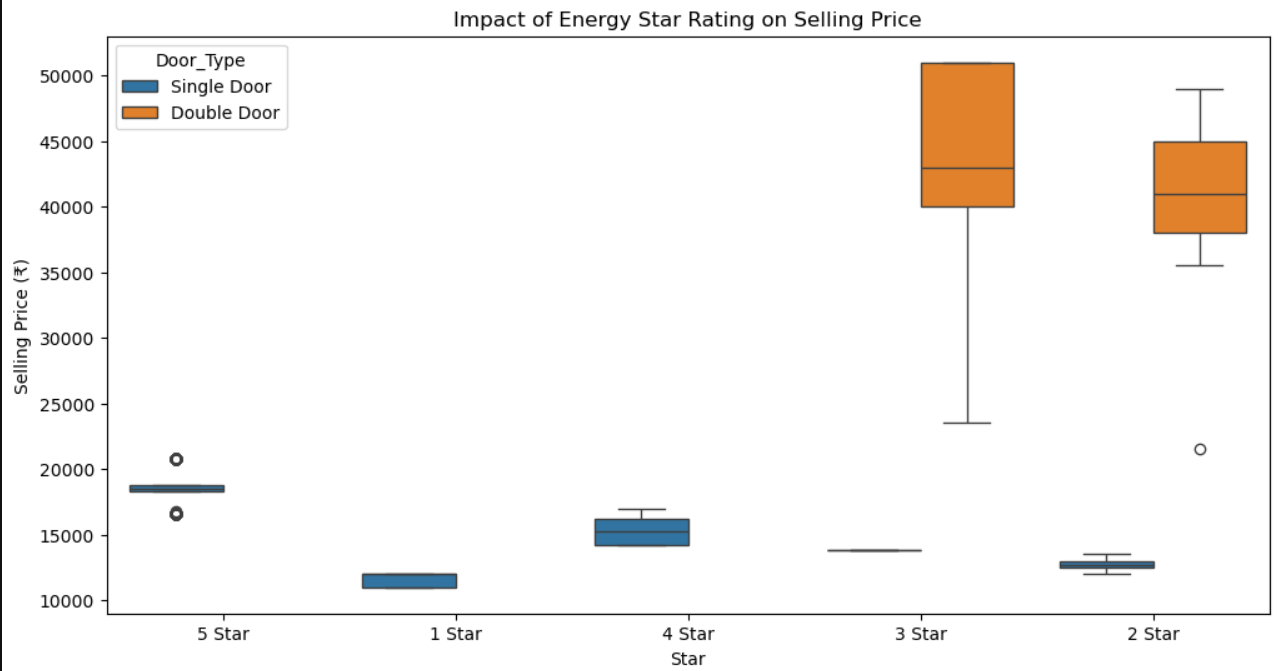 Impact of Energy Star Rating on Selling Price
Door_Type
Single Door
Double Door
Selling Price (₹)
50000
45000
40000
35000
30000
25000
20000
15000
10000
5 Star
1 Star
4 Star
3 Star
2 Star
Star